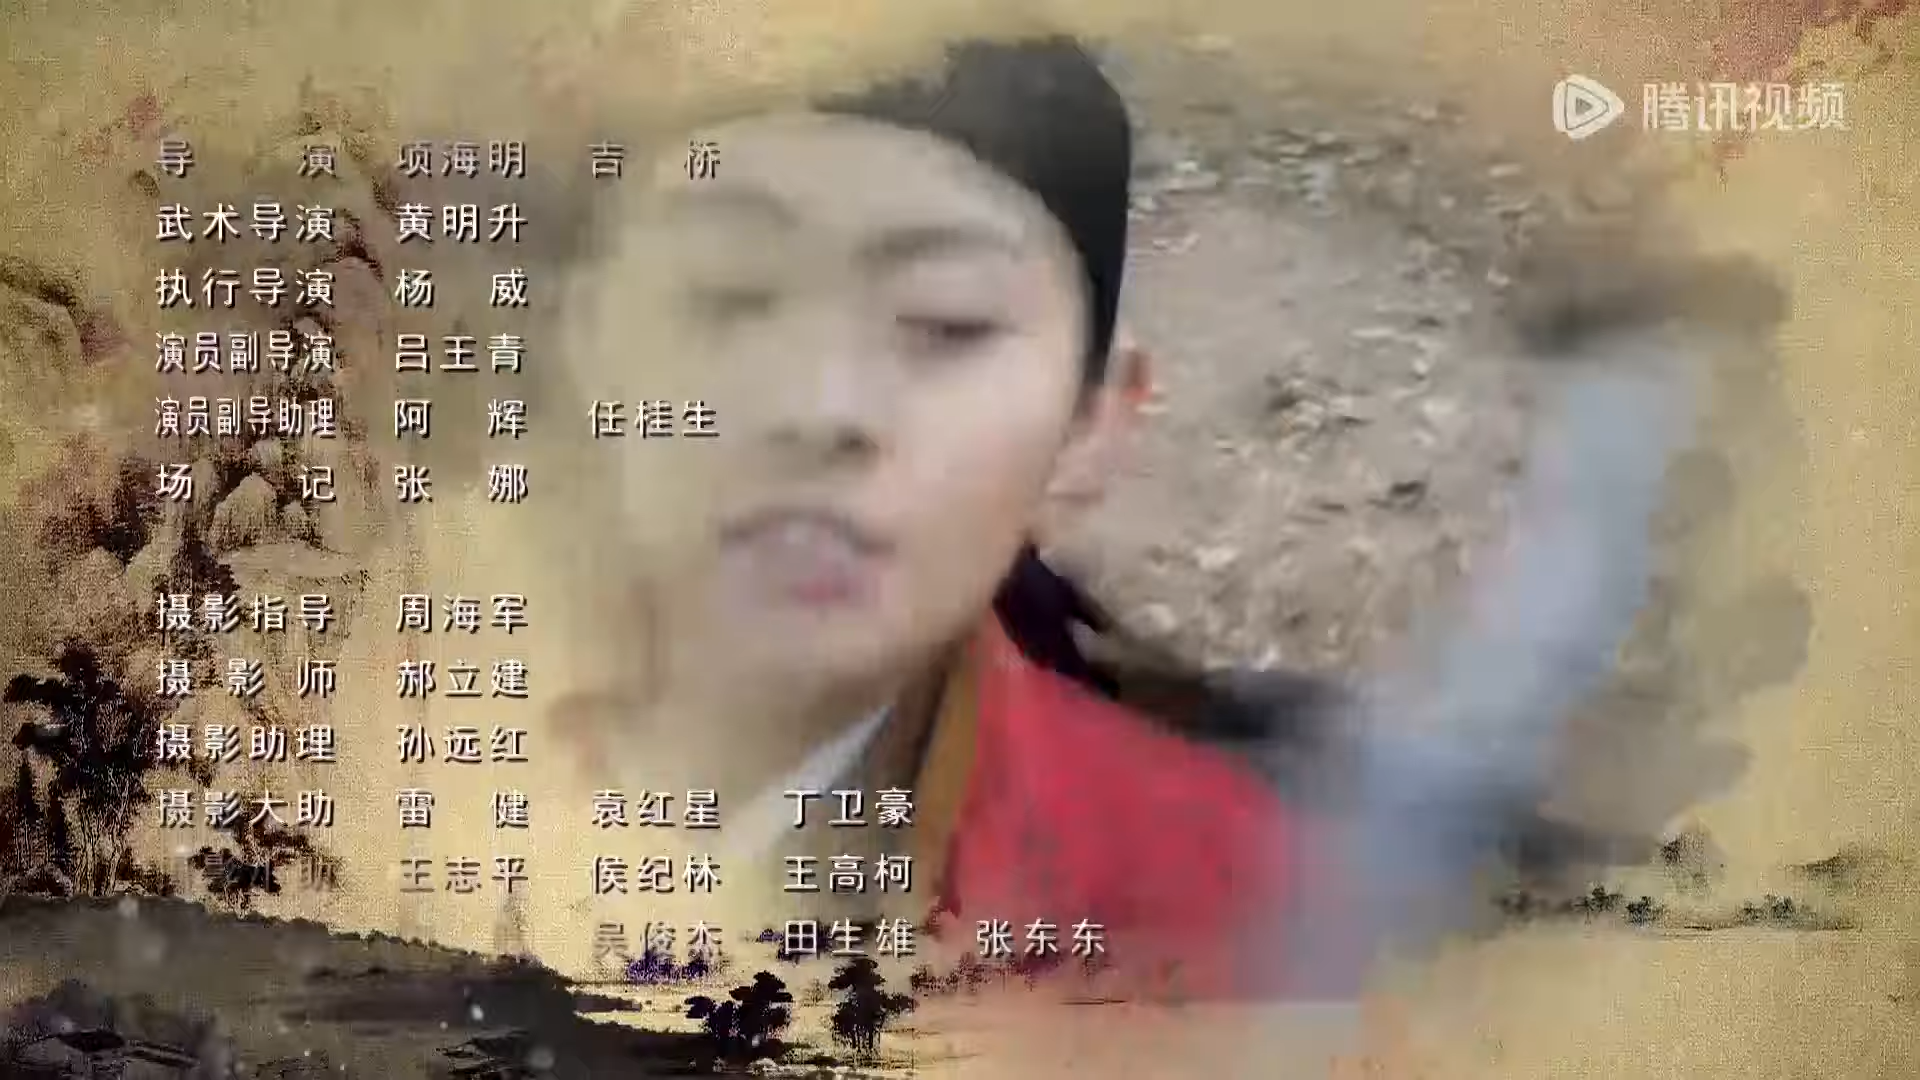 腾讯视频
导演 项海明 吉桥
武术导演 黄明升
执行导演 杨威
演员副导演 吕王青
演员副导助理 阿辉 任桂生
场记 张娜
摄影指导 周海军
摄影师 郝立建
摄影助理 孙远红
摄影大助 雷健 袁红星 丁卫豪
王志平 侯纪林 王高柯
吴俊杰 田生雄 张东东